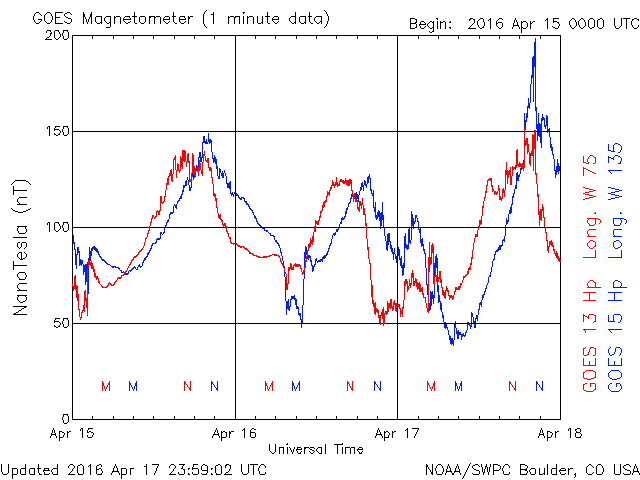 GOES Magnetometer (1 minute data)
Begin: 2016 Apr 15 0000 UTC
200
150
100
50
0
NanoTesla (nT)
M M N N M M N N M M N N
Apr 15 Apr 16 Apr 17 Apr 18
Universal Time
GOES 13 Hp Long. W 75
GOES 15 Hp Long. W 135
Updated 2016 Apr 17 23:59:02 UTC
NOAA/SWPC Boulder, CO USA